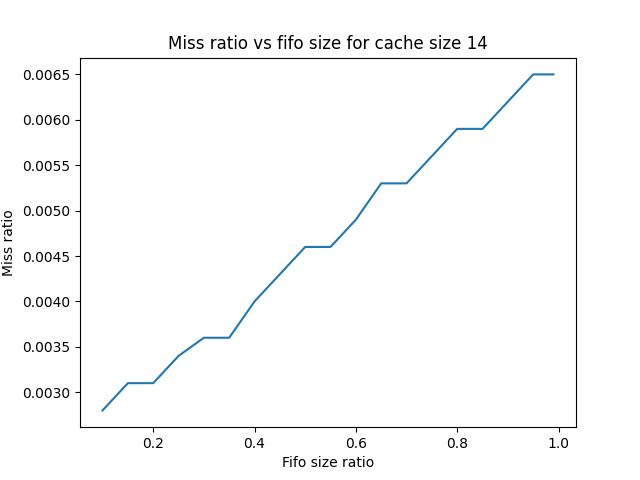 Miss ratio vs fifo size for cache size 14
0.0065
0.0060
0.0055
0.0050
0.0045
0.0040
0.0035
0.0030
Miss ratio
0.2 0.4 0.6 0.8 1.0
Fifo size ratio